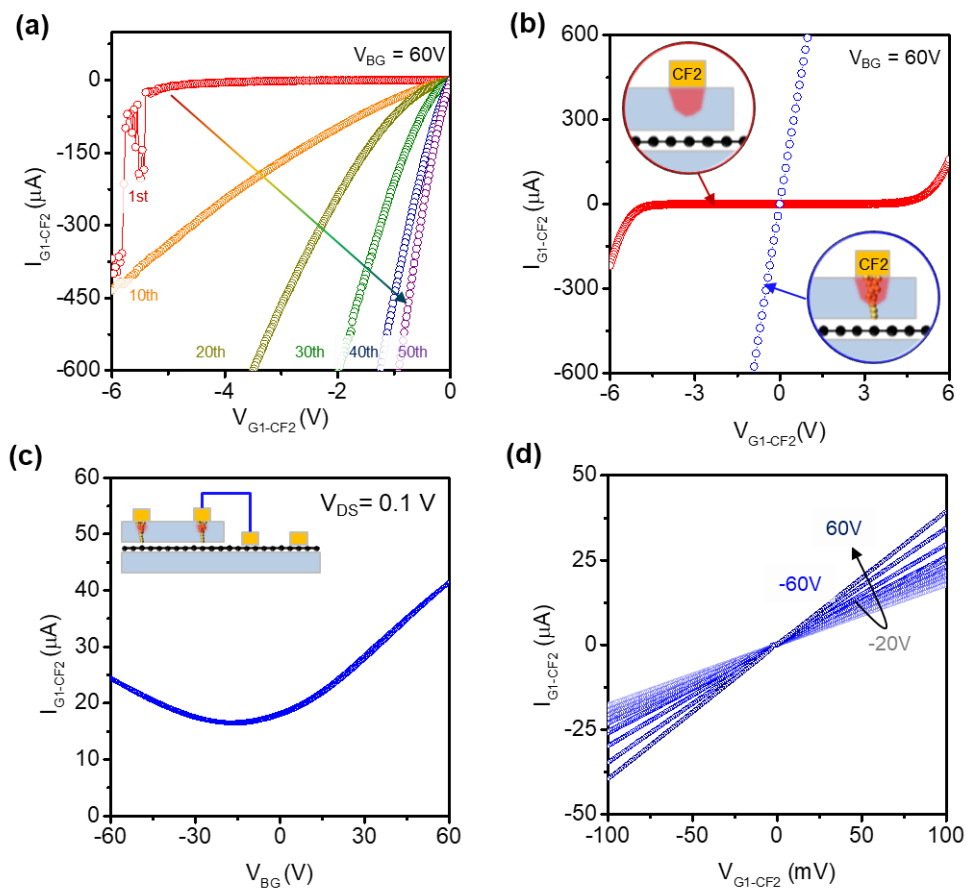 (a)
V_BG = 60V
0
-150
-300
-450
-600
I_G1-CF2 (µA)
1st
10th
20th
30th
40th
50th
-6
-4
-2
0
V_G1-CF2 (V)
(b)
V_BG = 60V
CF2
CF2
600
300
0
-300
-600
I_G1-CF2 (µA)
-6
-3
0
3
6
V_G1-CF2 (V)
(c)
V_DS = 0.1 V
60
50
40
30
20
10
0
I_G1-CF2 (µA)
-60
-30
0
30
60
V_BG (V)
(d)
60V
-60V
-20V
50
25
0
-25
-50
I_G1-CF2 (µA)
-100
-50
0
50
100
V_G1-CF2 (mV)